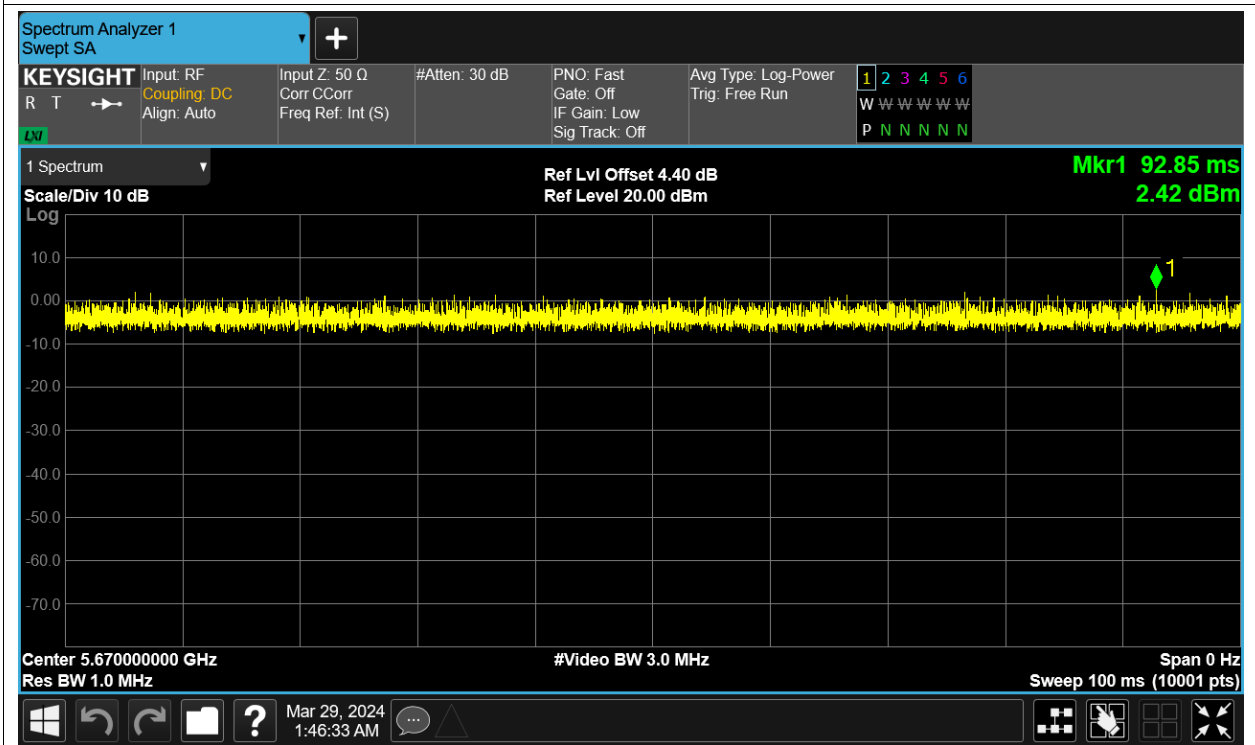 Spectrum Analyzer 1
Swept SA
+
KEYSIGHT
R T
LXI
Input: RF
Coupling: DC
Align: Auto
Input Z: 50 Ω
Corr CCorr
Freq Ref: Int (S)
#Atten: 30 dB
PNO: Fast
Gate: Off
IF Gain: Low
Sig Track: Off
Avg Type: Log-Power
Trig: Free Run
1 2 3 4 5 6
W W W W W W
P N N N N N
1 Spectrum
Scale/Div 10 dB
Ref Lvl Offset 4.40 dB
Ref Level 20.00 dBm
Mkr1 92.85 ms
2.42 dBm
Log
10.0
0.00
-10.0
-20.0
-30.0
-40.0
-50.0
-60.0
-70.0
1
Center 5.670000000 GHz
#Video BW 3.0 MHz
Span 0 Hz
Res BW 1.0 MHz
Sweep 100 ms (10001 pts)
?
Mar 29, 2024
1:46:33 AM